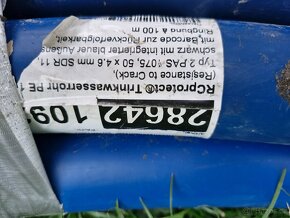 28642 109
RCprotect® Trinkwasserrohr PE 1
(Resistance to crack),
Typ 2 PAS 1075, 50 x 4,6 mm SDR 11,
schwarz mit integrierter blauer Außens
mit Barcode zur Rückverfolgbarkeit,
Ringbund à 100 m